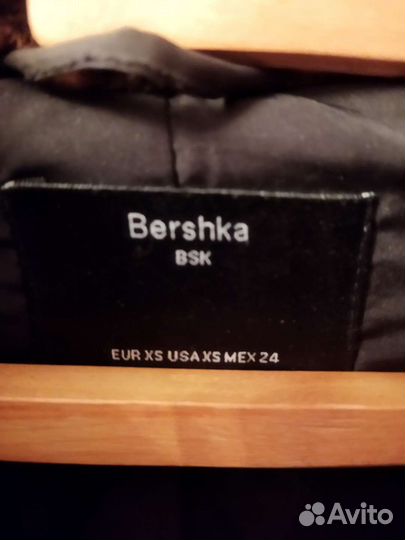 Bershka
BSK
EUR XS USA XS MEX 24
Avito